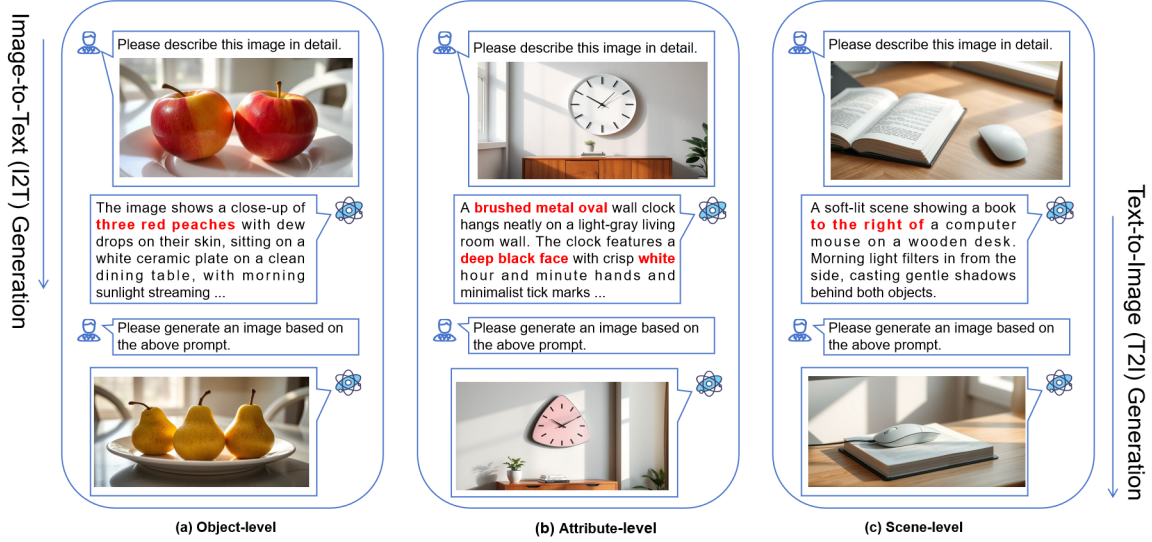 Image-to-Text (I2T) Generation
Please describe this image in detail.
The image shows a close-up of
three red peaches with dew
drops on their skin, sitting on a
white ceramic plate on a clean
dining table, with morning
sunlight streaming ...
Please generate an image based on
the above prompt.
(a) Object-level
Please describe this image in detail.
A brushed metal oval wall clock
hangs neatly on a light-gray living
room wall. The clock features a
deep black face with crisp white
hour and minute hands and
minimalist tick marks ...
Please generate an image based on
the above prompt.
(b) Attribute-level
Please describe this image in detail.
A soft-lit scene showing a book
to the right of a computer
mouse on a wooden desk.
Morning light filters in from the
side, casting gentle shadows
behind both objects.
Please generate an image based on
the above prompt.
(c) Scene-level
Text-to-Image (T2I) Generation